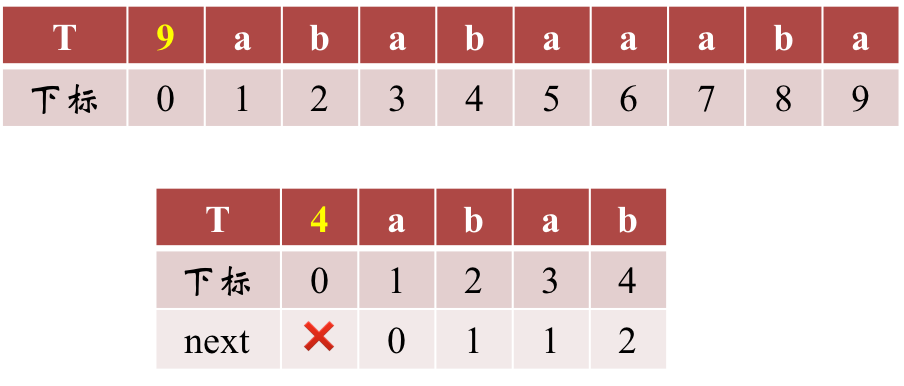 T 9 a b a b a a a b a
下标 0 1 2 3 4 5 6 7 8 9
T 4 a b a b
下标 0 1 2 3 4
next ❌ 0 1 1 2